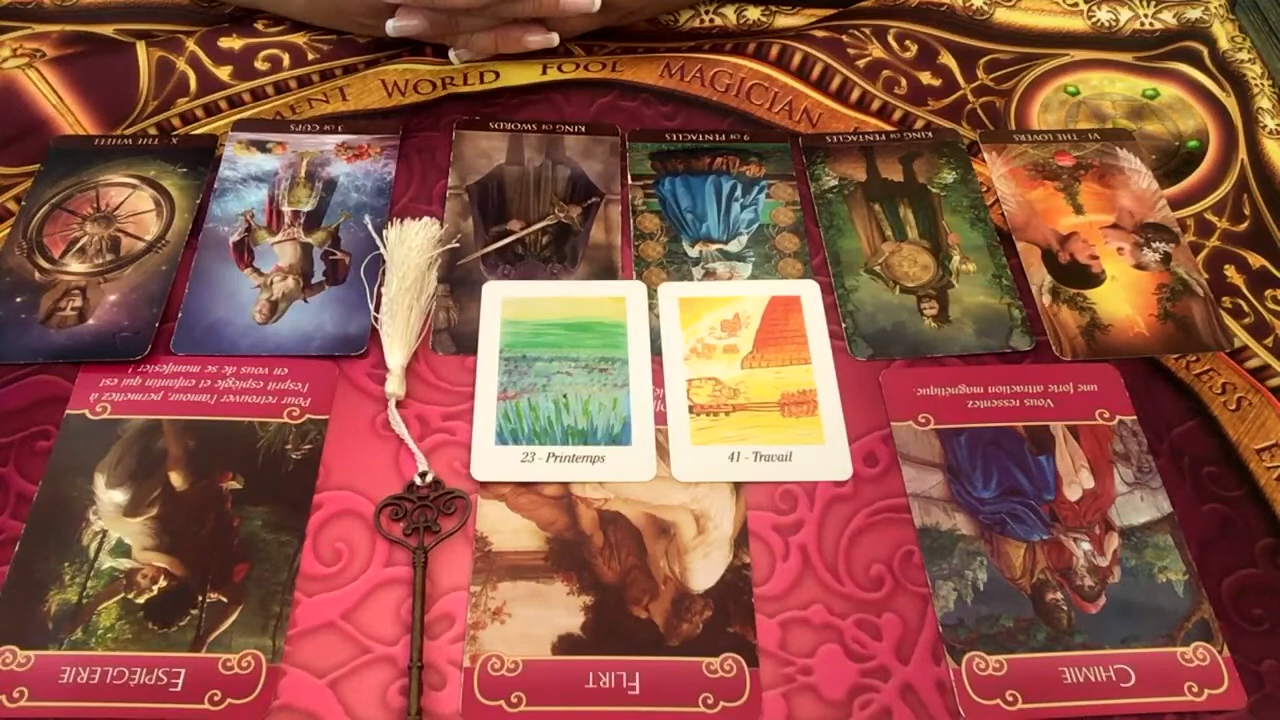 MENT WORLD FOOL MAGICIAN
X - THE WHEEL
3 OF CUPS
KING OF SWORDS
9 OF PENTACLES
KING OF PENTACLES
VI - THE LOVERS
Pour retrouver l'amour, permettez à
l'esprit espiègle et enfantin qui est
en vous de se manifester !
Vous ressentez
une forte attraction magnétique.
RESS
23 - Printemps
41 - Travail
ESPIÈGLERIE
FLIRT
CHIMIE